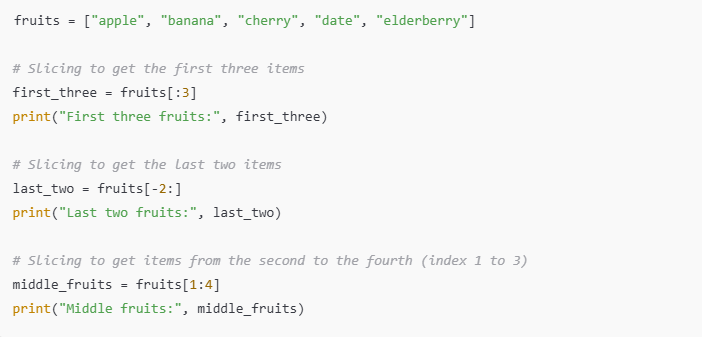 fruits = ["apple", "banana", "cherry", "date", "elderberry"]
# Slicing to get the first three items
first_three = fruits[:3]
print("First three fruits:", first_three)
# Slicing to get the last two items
last_two = fruits[-2:]
print("Last two fruits:", last_two)
# Slicing to get items from the second to the fourth (index 1 to 3)
middle_fruits = fruits[1:4]
print("Middle fruits:", middle_fruits)